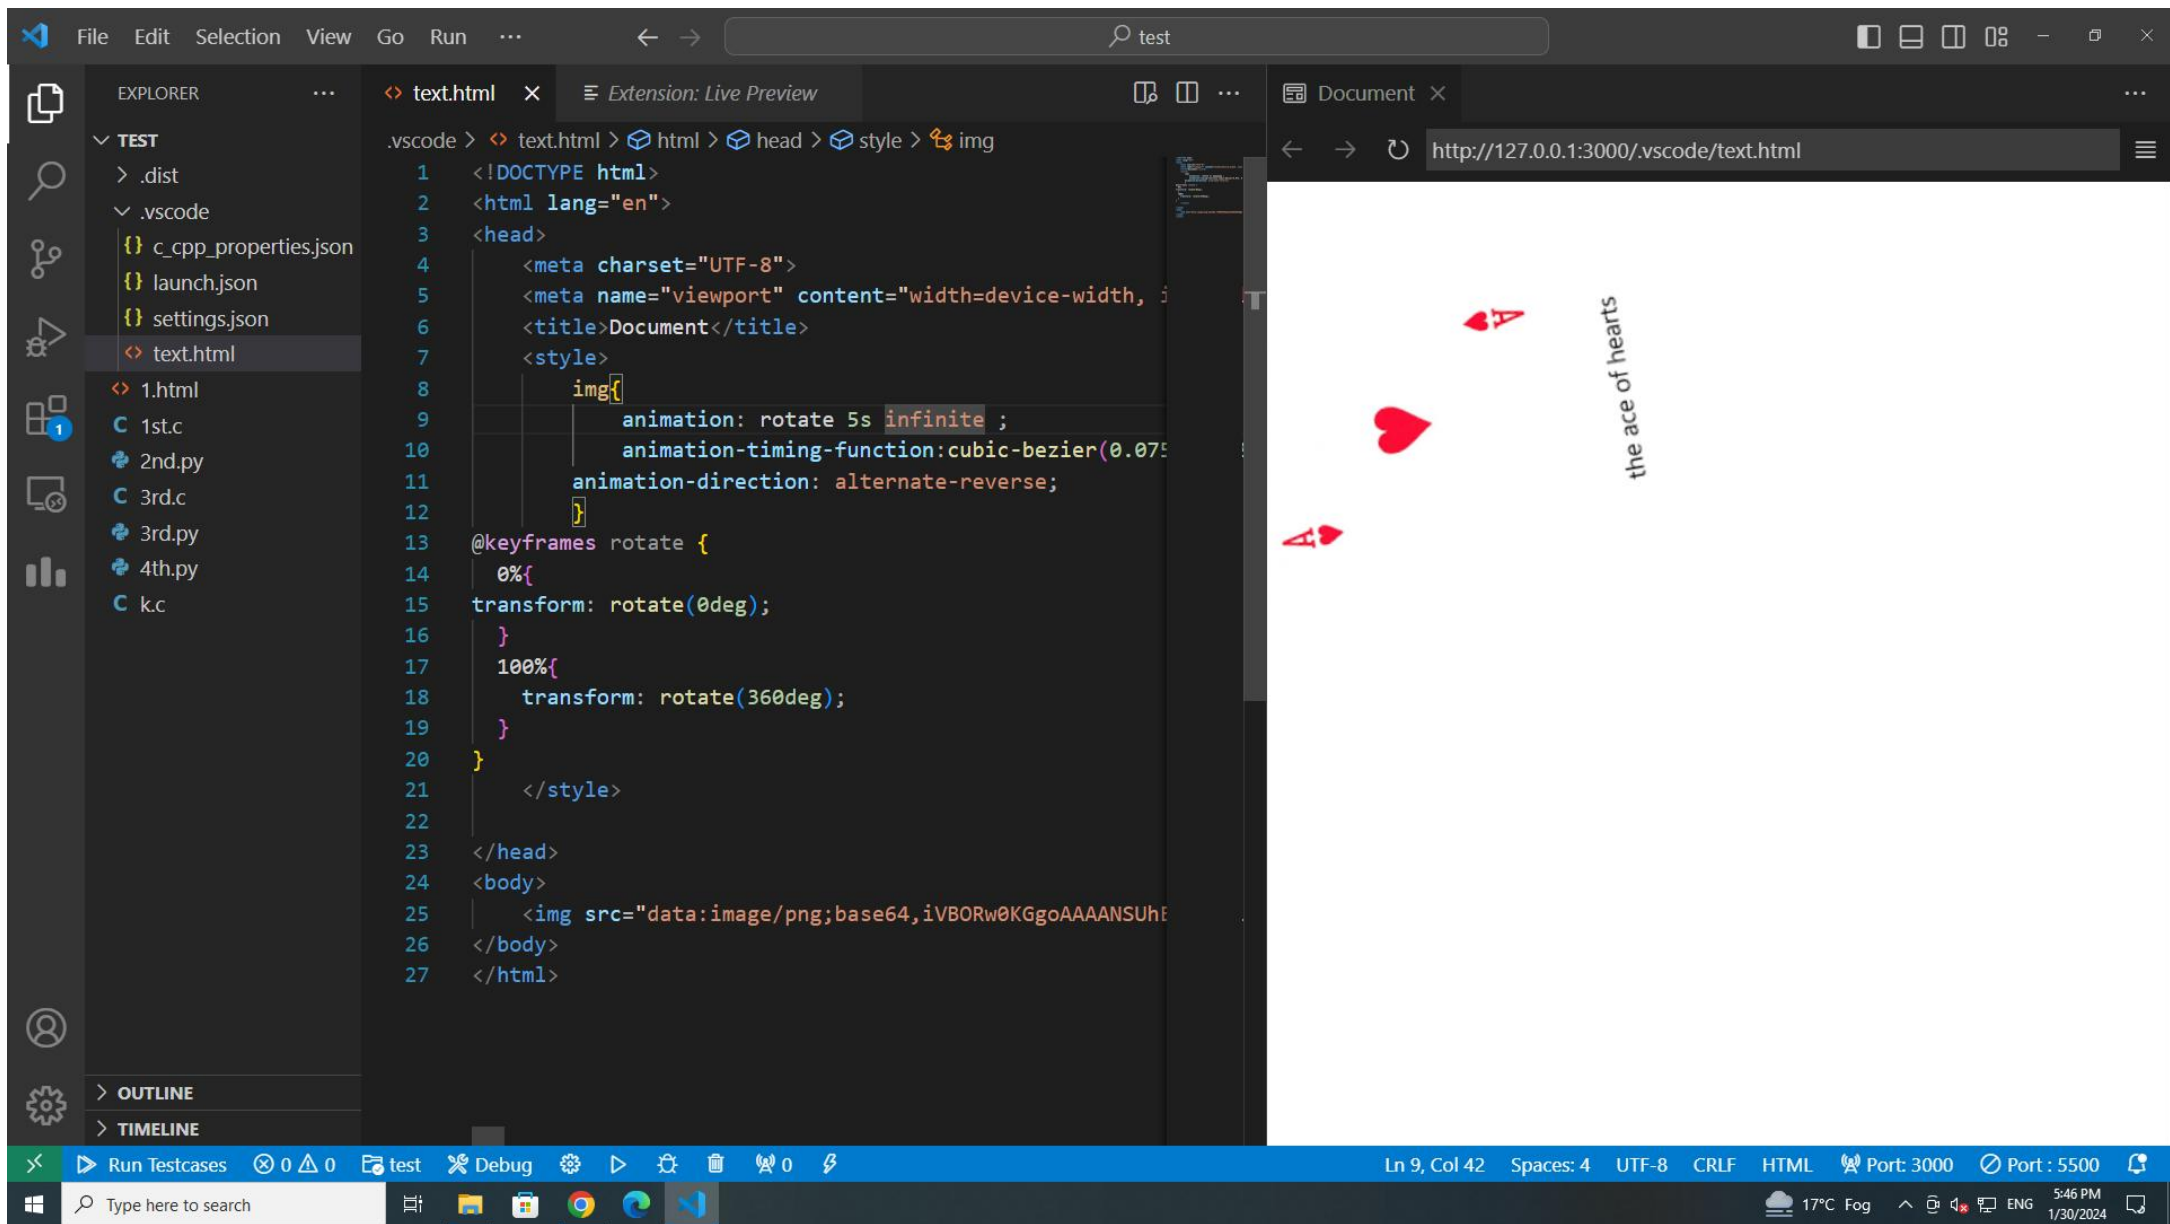 File Edit Selection View Go Run ··· test
EXPLORER ···
TEST
.dist
.vscode
c_cpp_properties.json
launch.json
settings.json
text.html
1.html
1st.c
2nd.py
3rd.c
3rd.py
4th.py
k.c
OUTLINE
TIMELINE
1
text.html Extension: Live Preview
.vscode > text.html > html > head > style > img
1 <!DOCTYPE html>
2 <html lang="en">
3 <head>
4 <meta charset="UTF-8">
5 <meta name="viewport" content="width=device-width, i
6 <title>Document</title>
7 <style>
8 img{
9 animation: rotate 5s infinite ;
10 animation-timing-function:cubic-bezier(0.075
11 animation-direction: alternate-reverse;
12 }
13 @keyframes rotate {
14 0%{
15 transform: rotate(0deg);
16 }
17 100%{
18 transform: rotate(360deg);
19 }
20 }
21 </style>
22
23 </head>
24 <body>
25 <img src="data:image/png;base64,iVBORw0KGgoAAAANSUhE
26 </body>
27 </html>
Document
http://127.0.0.1:3000/.vscode/text.html
A
the ace of hearts
A
Run Testcases 0 0 test Debug 0 Ln 9, Col 42 Spaces: 4 UTF-8 CRLF HTML Port: 3000 Port : 5500
Type here to search 17°C Fog ENG 5:46 PM
1/30/2024